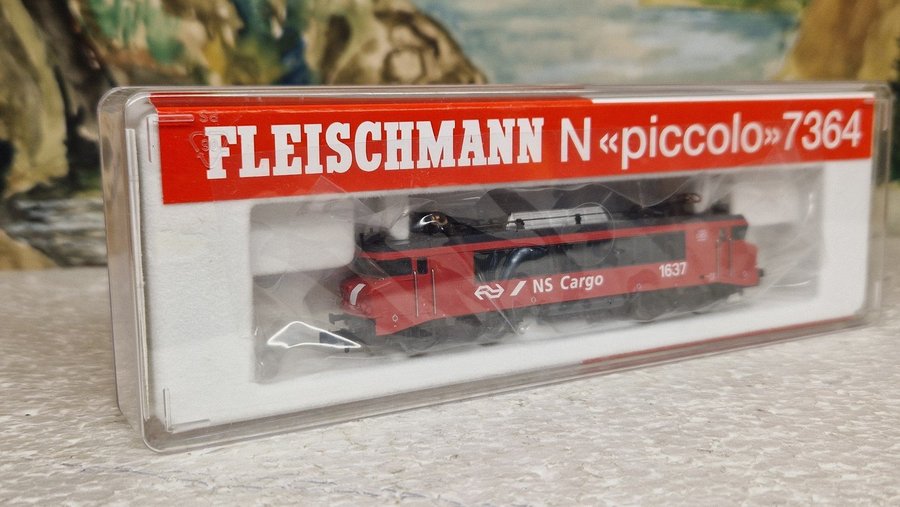 FLEISCHMANN N «piccolo» 7364
NS Cargo
1637